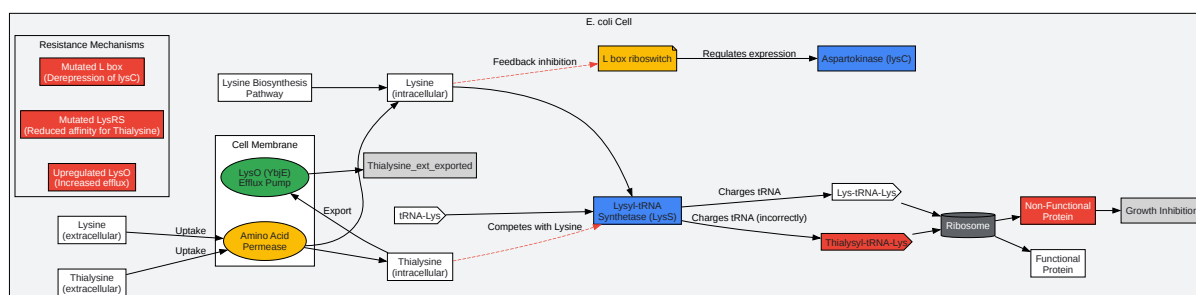 E. coli Cell
Resistance Mechanisms
Mutated L box
(Derepression of lysC)
Mutated LysRS
(Reduced affinity for Thialysine)
Upregulated LysO
(Increased efflux)
Lysine Biosynthesis
Pathway
Lysine
(intracellular)
Feedback inhibition
L box riboswitch
Regulates expression
Aspartokinase (lysC)
Cell Membrane
LysO (YbjE)
Efflux Pump
Thialysine_ext_exported
Export
Amino Acid
Permease
Lysine
(extracellular)
Uptake
Thialysine
(extracellular)
Uptake
Thialysine
(intracellular)
tRNA-Lys
Competes with Lysine
Lysyl-tRNA
Synthetase (LysS)
Charges tRNA
Lys-tRNA-Lys
Charges tRNA (incorrectly)
Thialysyl-tRNA-Lys
Ribosome
Non-Functional
Protein
Growth Inhibition
Functional
Protein